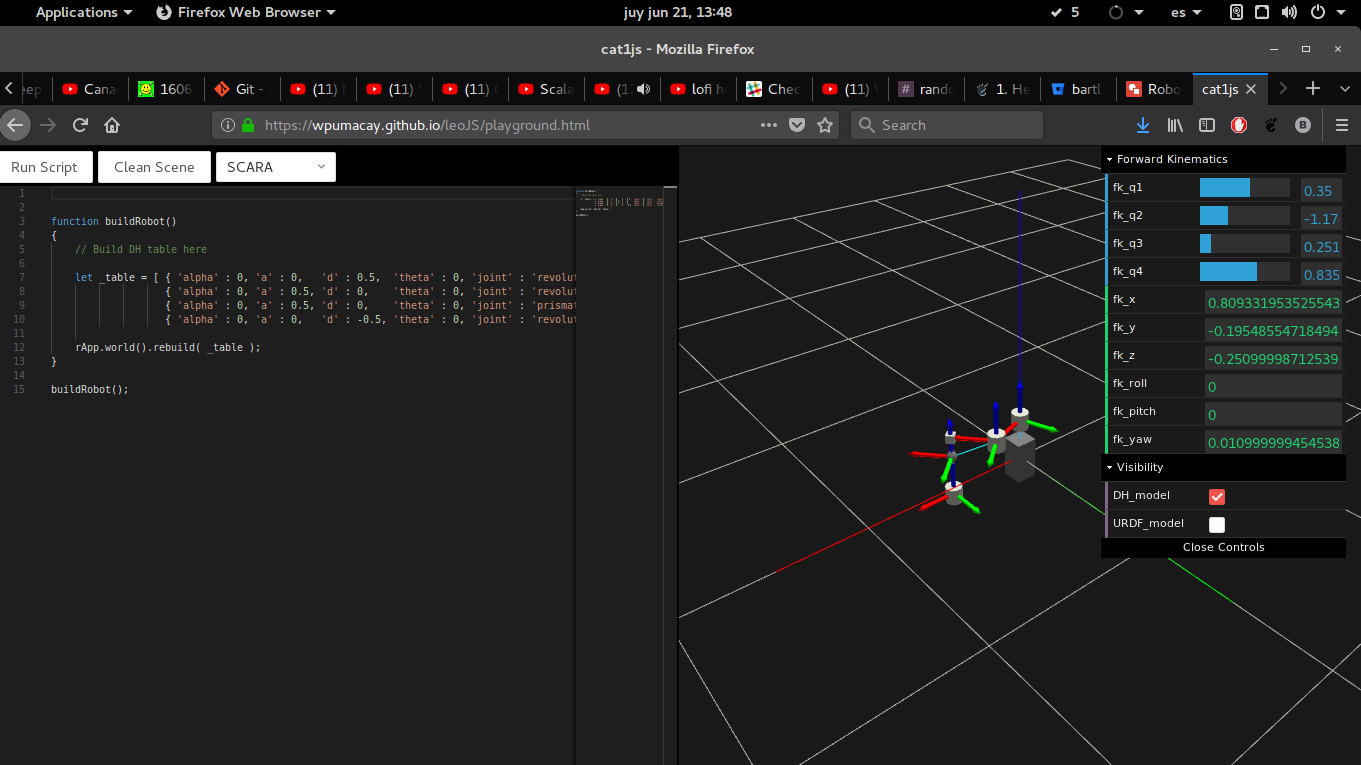 Applications Firefox Web Browser juy jun 21, 13:48 5 es
cat1js - Mozilla Firefox
eep Cana 1606 Git - (11) (11) (11) Scala (1 lofi hi Chec (11) rando 1. He bartl Robo cat1js
https://wpumacay.github.io/leoJS/playground.html Search
Run Script Clean Scene SCARA
1
2
3 function buildRobot()
4 {
5 // Build DH table here
6
7 let _table = [ { 'alpha' : 0, 'a' : 0, 'd' : 0.5, 'theta' : 0, 'joint' : 'revolut
8 { 'alpha' : 0, 'a' : 0.5, 'd' : 0, 'theta' : 0, 'joint' : 'revolut
9 { 'alpha' : 0, 'a' : 0.5, 'd' : 0, 'theta' : 0, 'joint' : 'prismat
10 { 'alpha' : 0, 'a' : 0, 'd' : -0.5, 'theta' : 0, 'joint' : 'revolut
11
12 rApp.world().rebuild( _table );
13 }
14
15 buildRobot();
Forward Kinematics
fk_q1 0.35
fk_q2 -1.17
fk_q3 0.251
fk_q4 0.835
fk_x 0.809331953525543
fk_y -0.19548554718494
fk_z -0.25099998712539
fk_roll 0
fk_pitch 0
fk_yaw 0.010999999454538
Visibility
DH_model
URDF_model
Close Controls